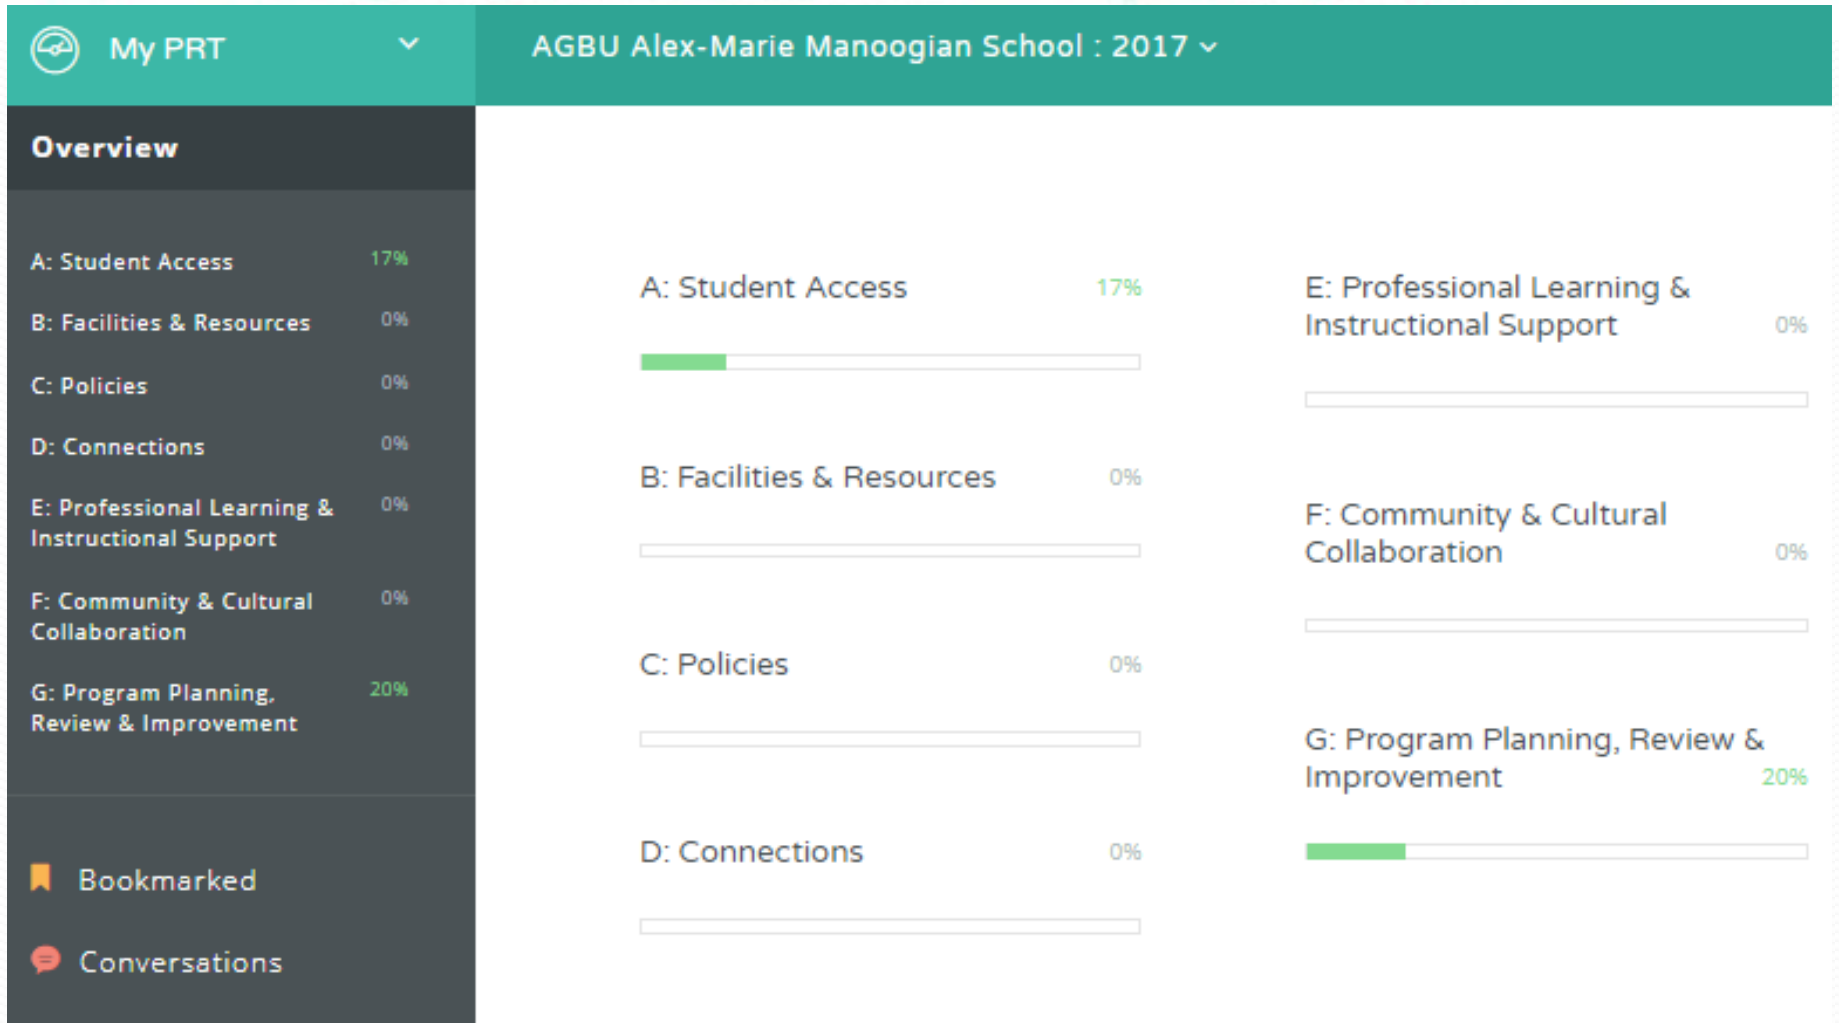 My PRT
AGBU Alex-Marie Manoogian School : 2017
Overview
A: Student Access 17%
B: Facilities & Resources 0%
C: Policies 0%
D: Connections 0%
E: Professional Learning & 0%
Instructional Support
F: Community & Cultural 0%
Collaboration
G: Program Planning, 20%
Review & Improvement
Bookmarked
Conversations
A: Student Access 17%
B: Facilities & Resources 0%
C: Policies 0%
D: Connections 0%
E: Professional Learning &
Instructional Support 0%
F: Community & Cultural
Collaboration 0%
G: Program Planning, Review &
Improvement 20%